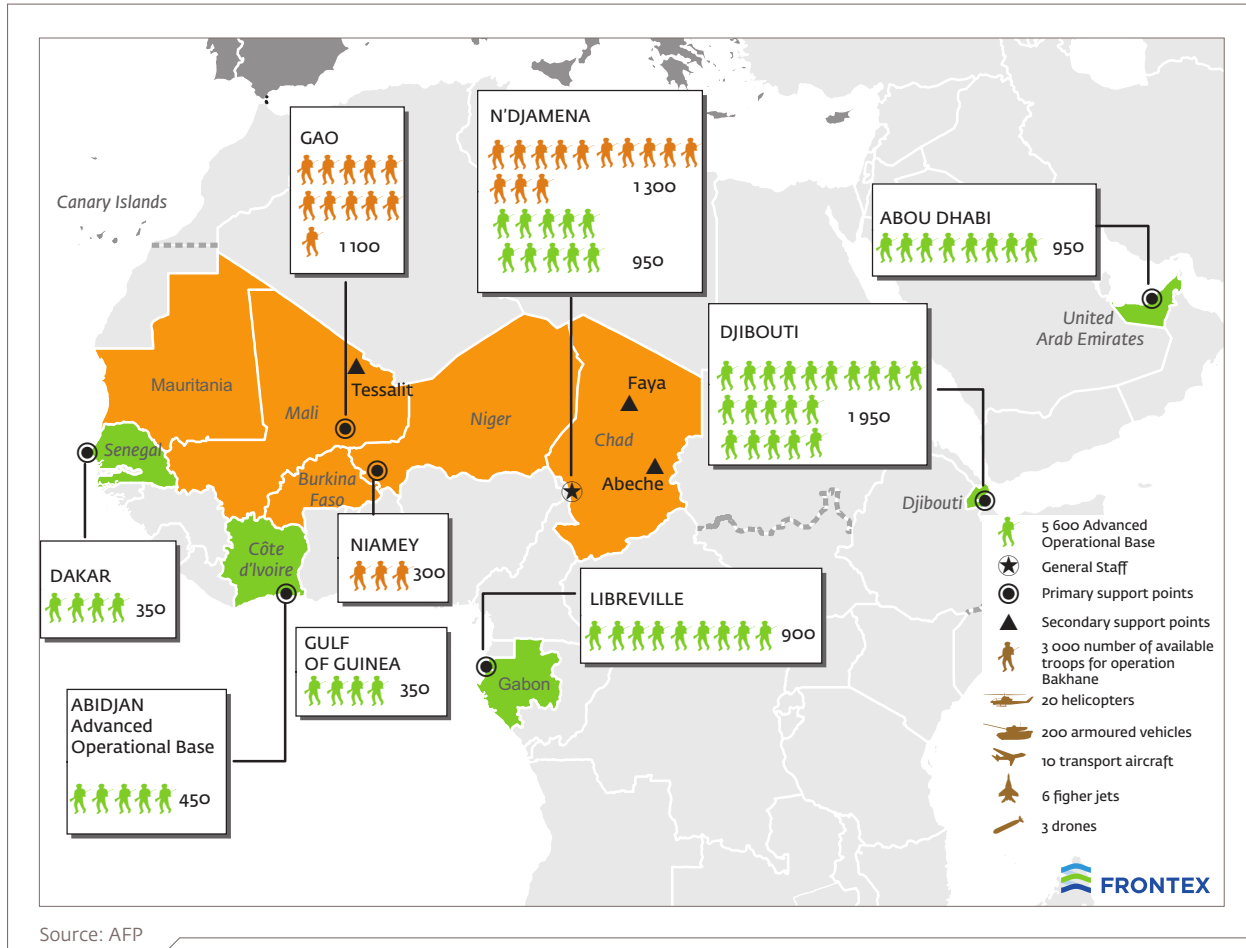 GAO
1 100
N'DJAMENA
1 300
950
ABOU DHABI
950
Canary Islands
United
Arab Emirates
DJIBOUTI
1 950
Mauritania
Tessalit
Mali
Niger
Faya
Chad
Abeche
Senegal
Burkina
Faso
Djibouti
Côte
d'Ivoire
NIAMEY
300
DAKAR
350
LIBREVILLE
900
GULF
OF GUINEA
350
Gabon
ABIDJAN
Advanced
Operational Base
450
5 600 Advanced
Operational Base
General Staff
Primary support points
Secondary support points
3 000 number of available
troops for operation
Bakhane
20 helicopters
200 armoured vehicles
10 transport aircraft
6 figher jets
3 drones
FRONTEX
Source: AFP